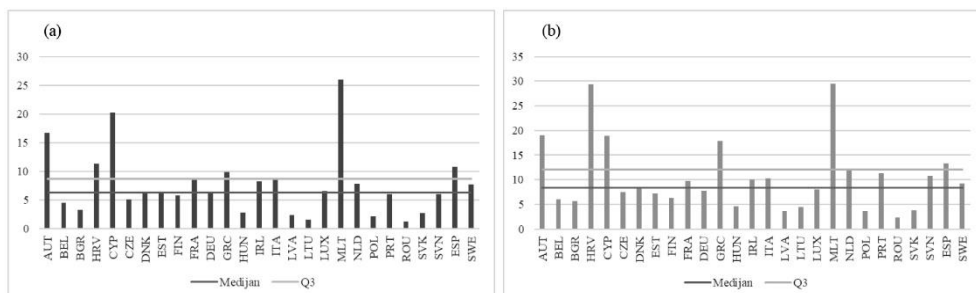 (a)
30
25
20
15
10
5
0
AUT BEL BGR HRV CYP CZE DNK EST FIN FRA DEU GRC HUN IRL ITA LVA LTU LUX MLT NLD POL PRT ROU SVK SVN ESP SWE
Medijan Q3
(b)
35
30
25
20
15
10
5
0
AUT BEL BGR HRV CYP CZE DNK EST FIN FRA DEU GRC HUN IRL ITA LVA LTU LUX MLT NLD POL PRT ROU SVK SVN ESP SWE
Medijan Q3